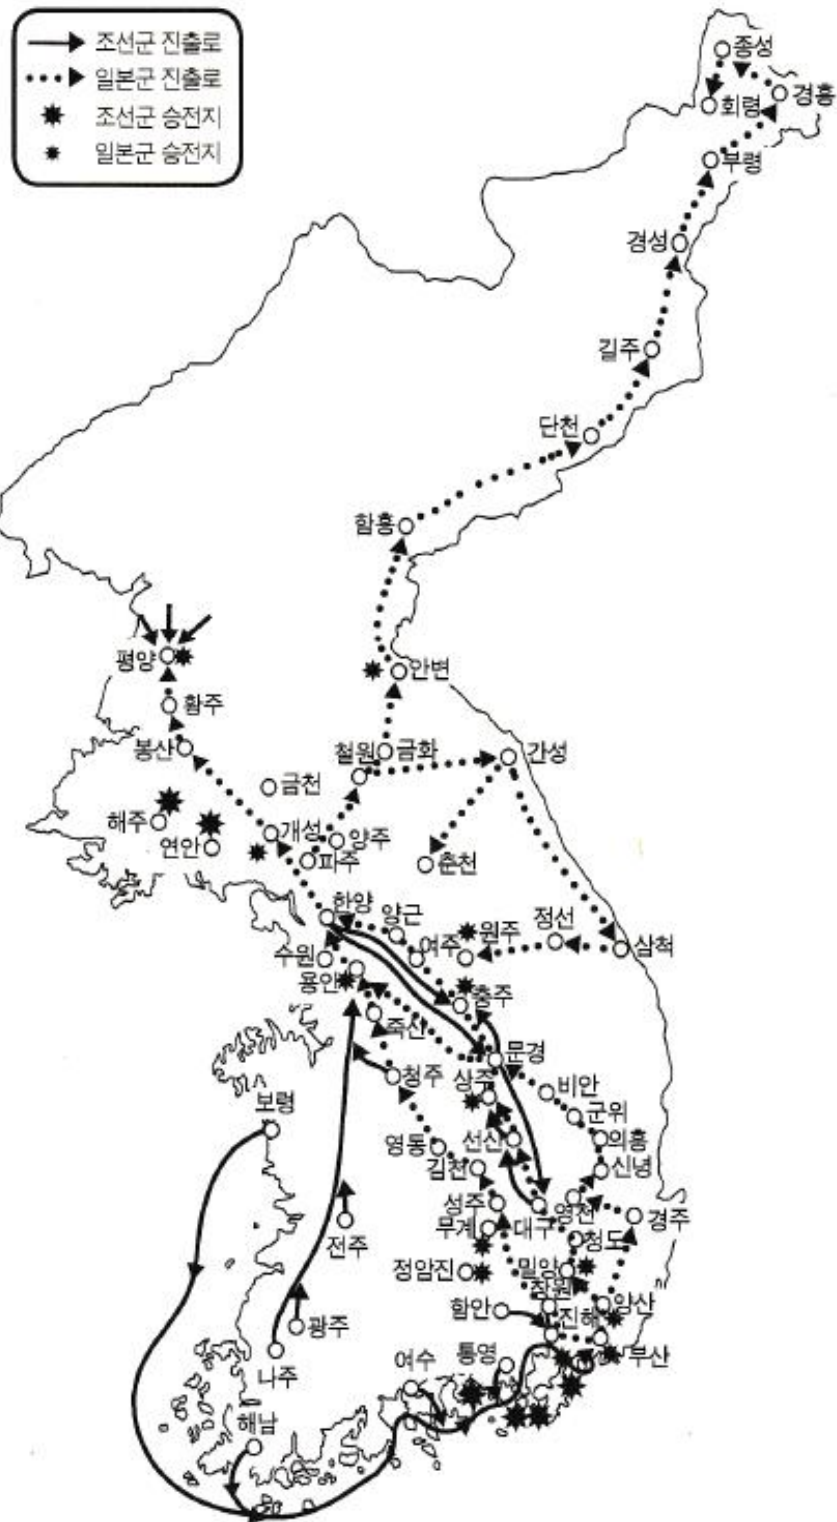 조선군 진출로
일본군 진출로
조선군 승전지
일본군 승전지
종성
경흥
회령
부령
경성
길주
단천
함흥
평양
안변
황주
봉산
철원
금화
간성
금천
해주
연안
개성
양주
파주
춘천
한양
양근
원주
정선
여주
삼척
수원
용안
충주
죽산
문경
청주
상주
비안
군위
보령
의흥
영동
선산
김천
신녕
성주
영천
무계
대구
경주
전주
청도
정암진
밀양
창원
함안
양산
광주
진해
나주
여수
통영
부산
해남